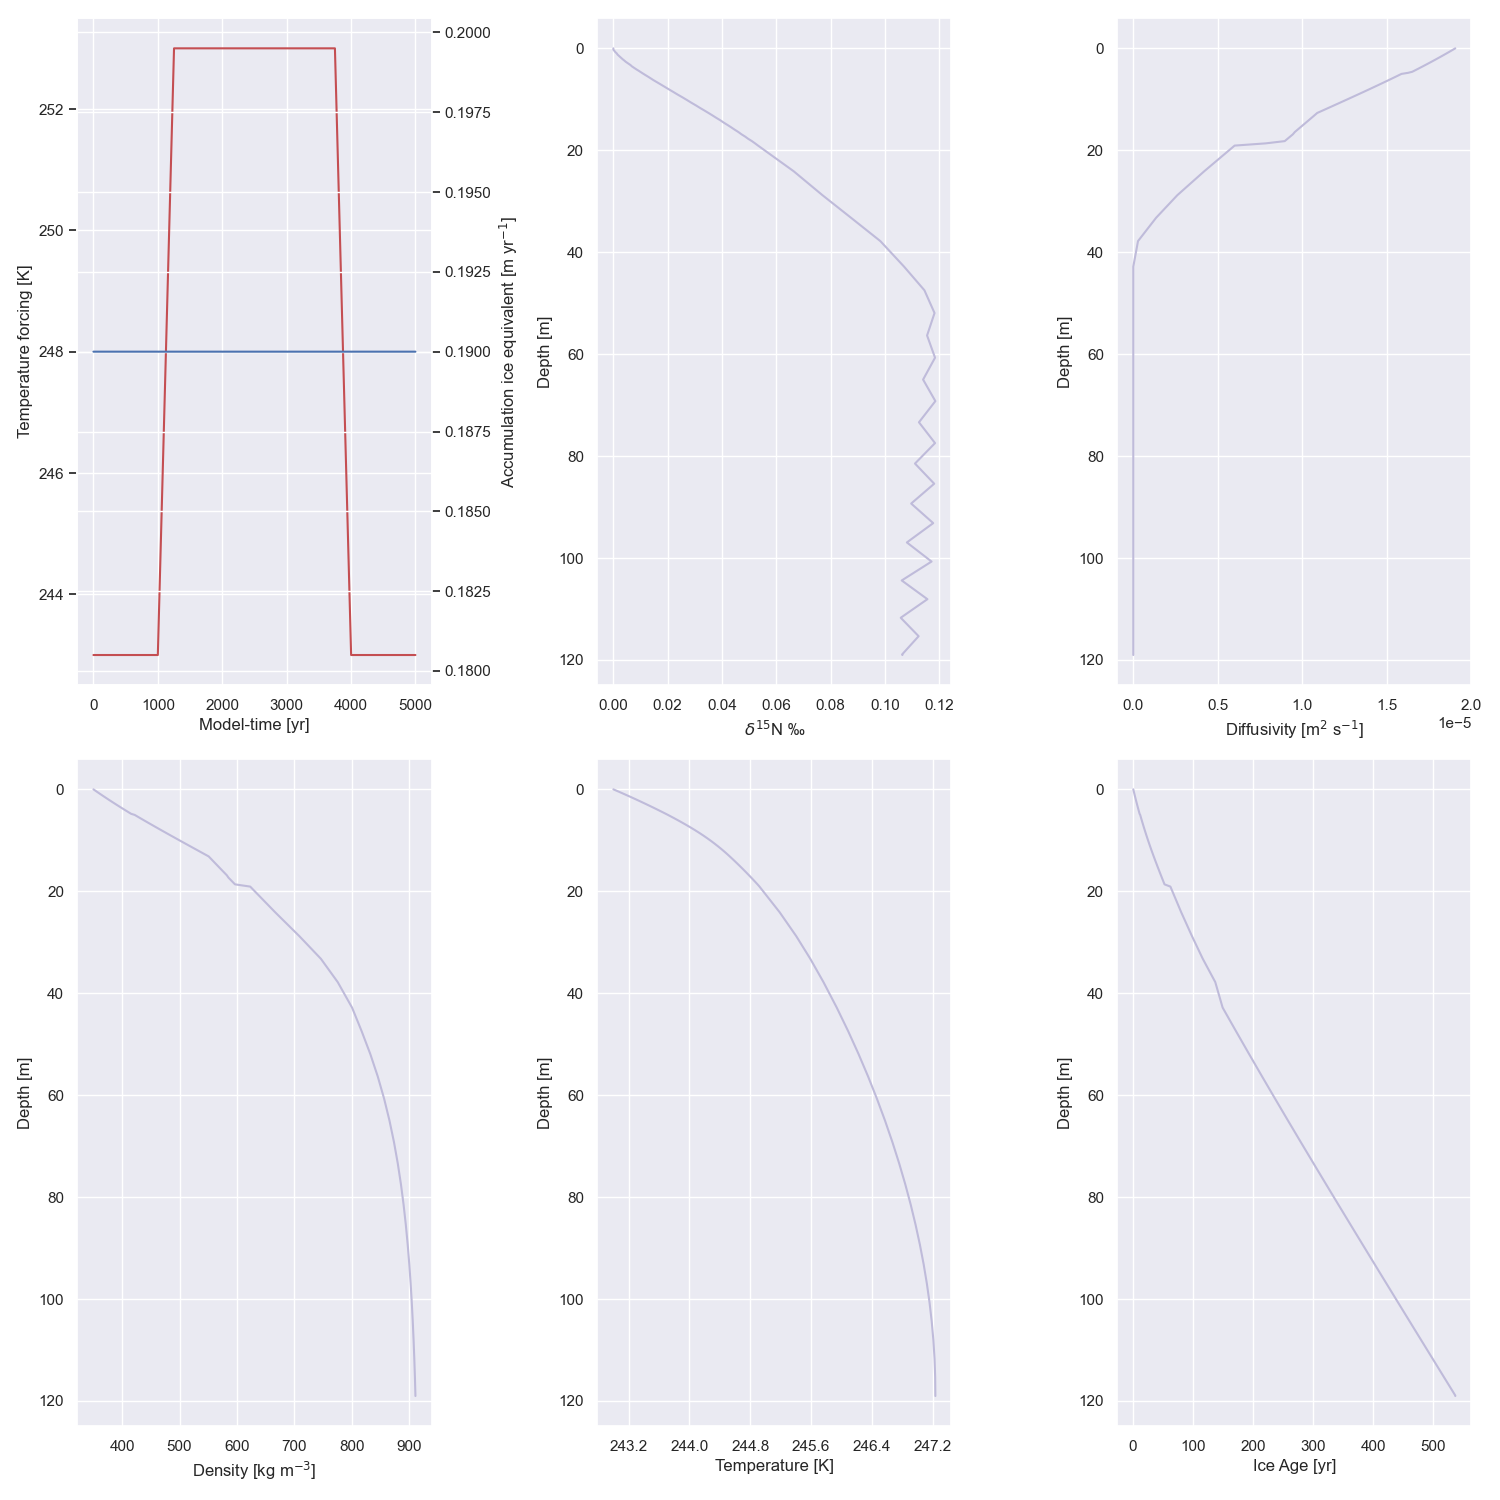 0.2000
0.1975
0.1950
0.1925
0.1900
0.1875
0.1850
0.1825
0.1800
252
250
248
246
244
Temperature forcing [K]
Accumulation ice equivalent [m yr⁻¹]
0 1000 2000 3000 4000 5000
Model-time [yr]
0
20
40
60
80
100
120
Depth [m]
0.00 0.02 0.04 0.06 0.08 0.10 0.12
δ¹⁵N ‰
0
20
40
60
80
100
120
Depth [m]
0.0 0.5 1.0 1.5 2.0
1e−5
Diffusivity [m² s⁻¹]
0
20
40
60
80
100
120
Depth [m]
400 500 600 700 800 900
Density [kg m⁻³]
0
20
40
60
80
100
120
Depth [m]
243.2 244.0 244.8 245.6 246.4 247.2
Temperature [K]
0
20
40
60
80
100
120
Depth [m]
0 100 200 300 400 500
Ice Age [yr]